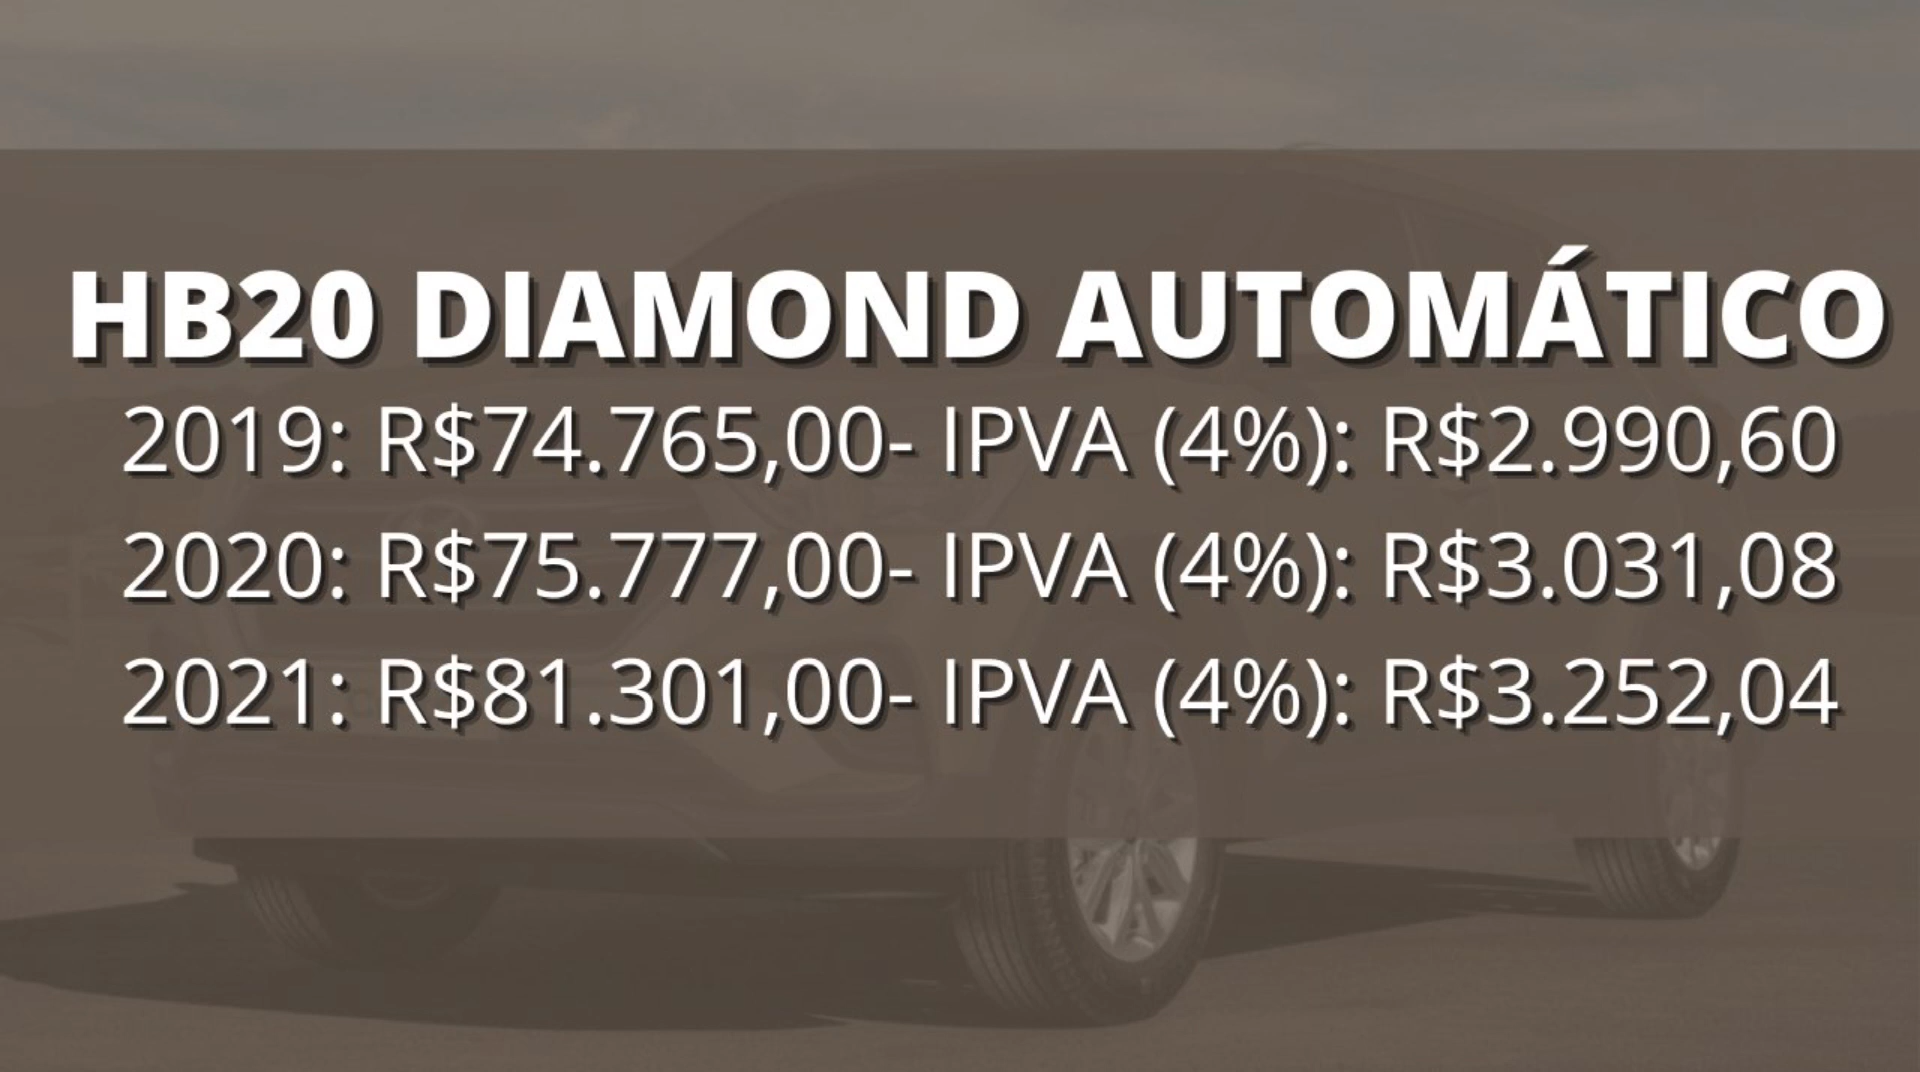 HB20 DIAMOND AUTOMÁTICO
2019: R$74.765,00- IPVA (4%): R$2.990,60
2020: R$75.777,00- IPVA (4%): R$3.031,08
2021: R$81.301,00- IPVA (4%): R$3.252,04